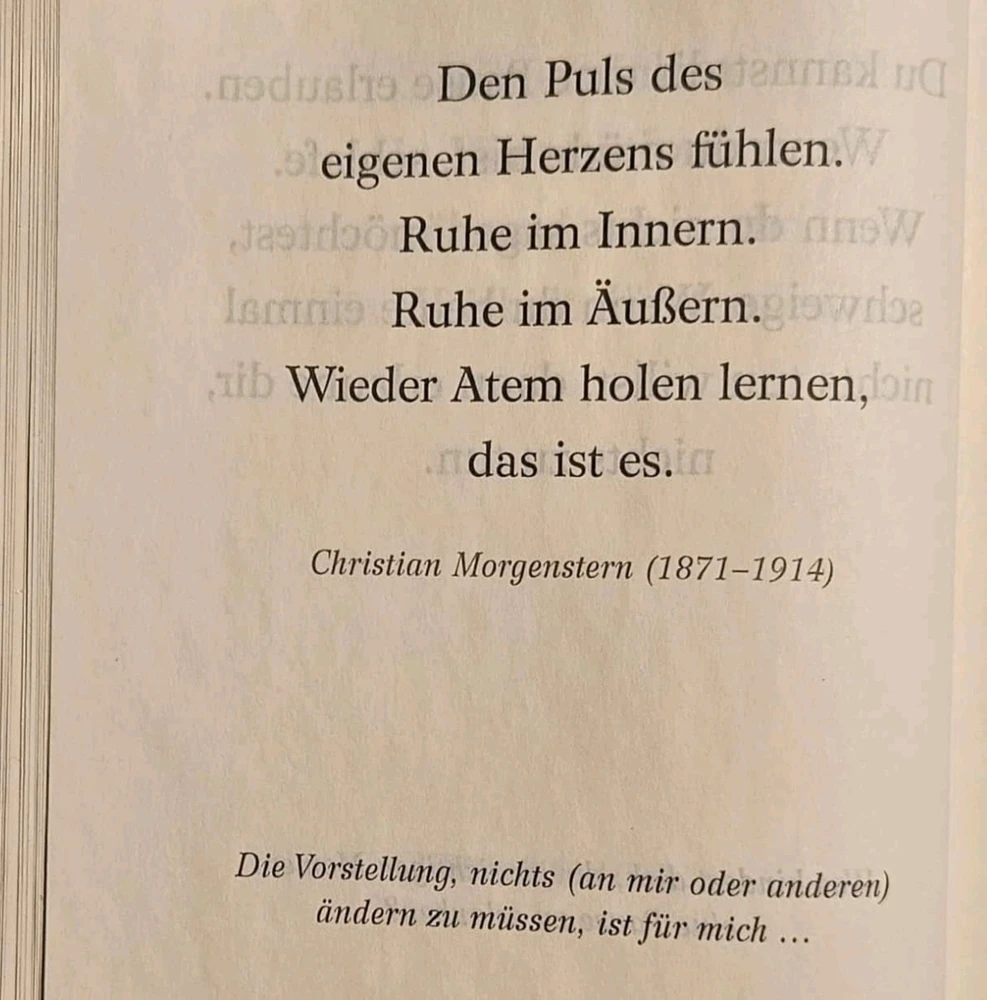 Den Puls des
eigenen Herzens fühlen.
Ruhe im Innern.
Ruhe im Äußern.
Wieder Atem holen lernen,
das ist es.
Christian Morgenstern (1871–1914)
Die Vorstellung, nichts (an mir oder anderen)
ändern zu müssen, ist für mich ...